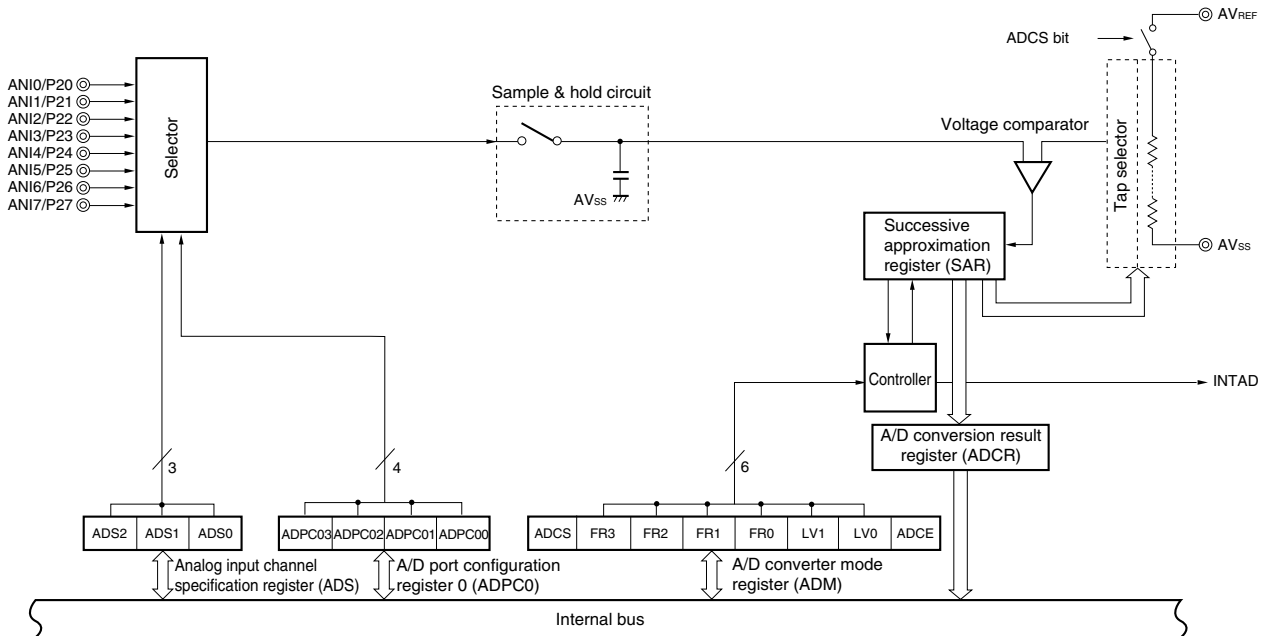 AVREF
ADCS bit
ANI0/P20
ANI1/P21
ANI2/P22
ANI3/P23
ANI4/P24
ANI5/P25
ANI6/P26
ANI7/P27
Selector
Sample & hold circuit
AVSS
Voltage comparator
Tap selector
AVSS
Successive
approximation
register (SAR)
Controller
INTAD
A/D conversion result
register (ADCR)
3
4
6
ADS2 ADS1 ADS0
ADPC03 ADPC02 ADPC01 ADPC00
ADCS FR3 FR2 FR1 FR0 LV1 LV0 ADCE
Analog input channel
specification register (ADS)
A/D port configuration
register 0 (ADPC0)
A/D converter mode
register (ADM)
Internal bus